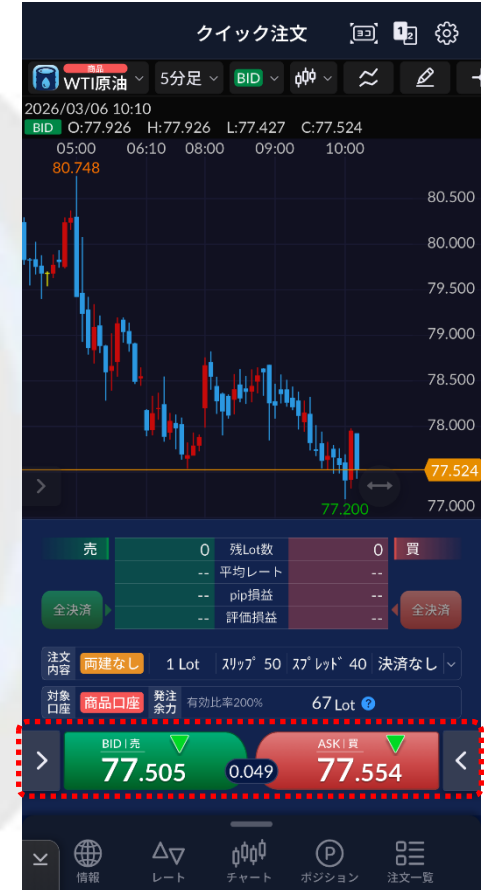 クイック注文
1 2
商品
WTI原油
5分足
BID
2026/03/06 10:10
BID O:77.926 H:77.926 L:77.427 C:77.524
05:00 06:10 08:00 09:00 10:00
80.748
80.500
80.000
79.500
79.000
78.500
78.000
77.524
77.200
77.000
売 0 残Lot数 0 買
-- 平均レート --
-- pip損益 --
全決済 -- 評価損益 -- 全決済
注文内容 両建なし 1 Lot ｽﾘｯﾌﾟ 50 ｽﾌﾟﾚｯﾄﾞ 40 決済なし
対象口座 商品口座 発注余力 有効比率200% 67 Lot ?
BID | 売 ASK | 買
77.505 0.049 77.554
情報 レート チャート ポジション 注文一覧